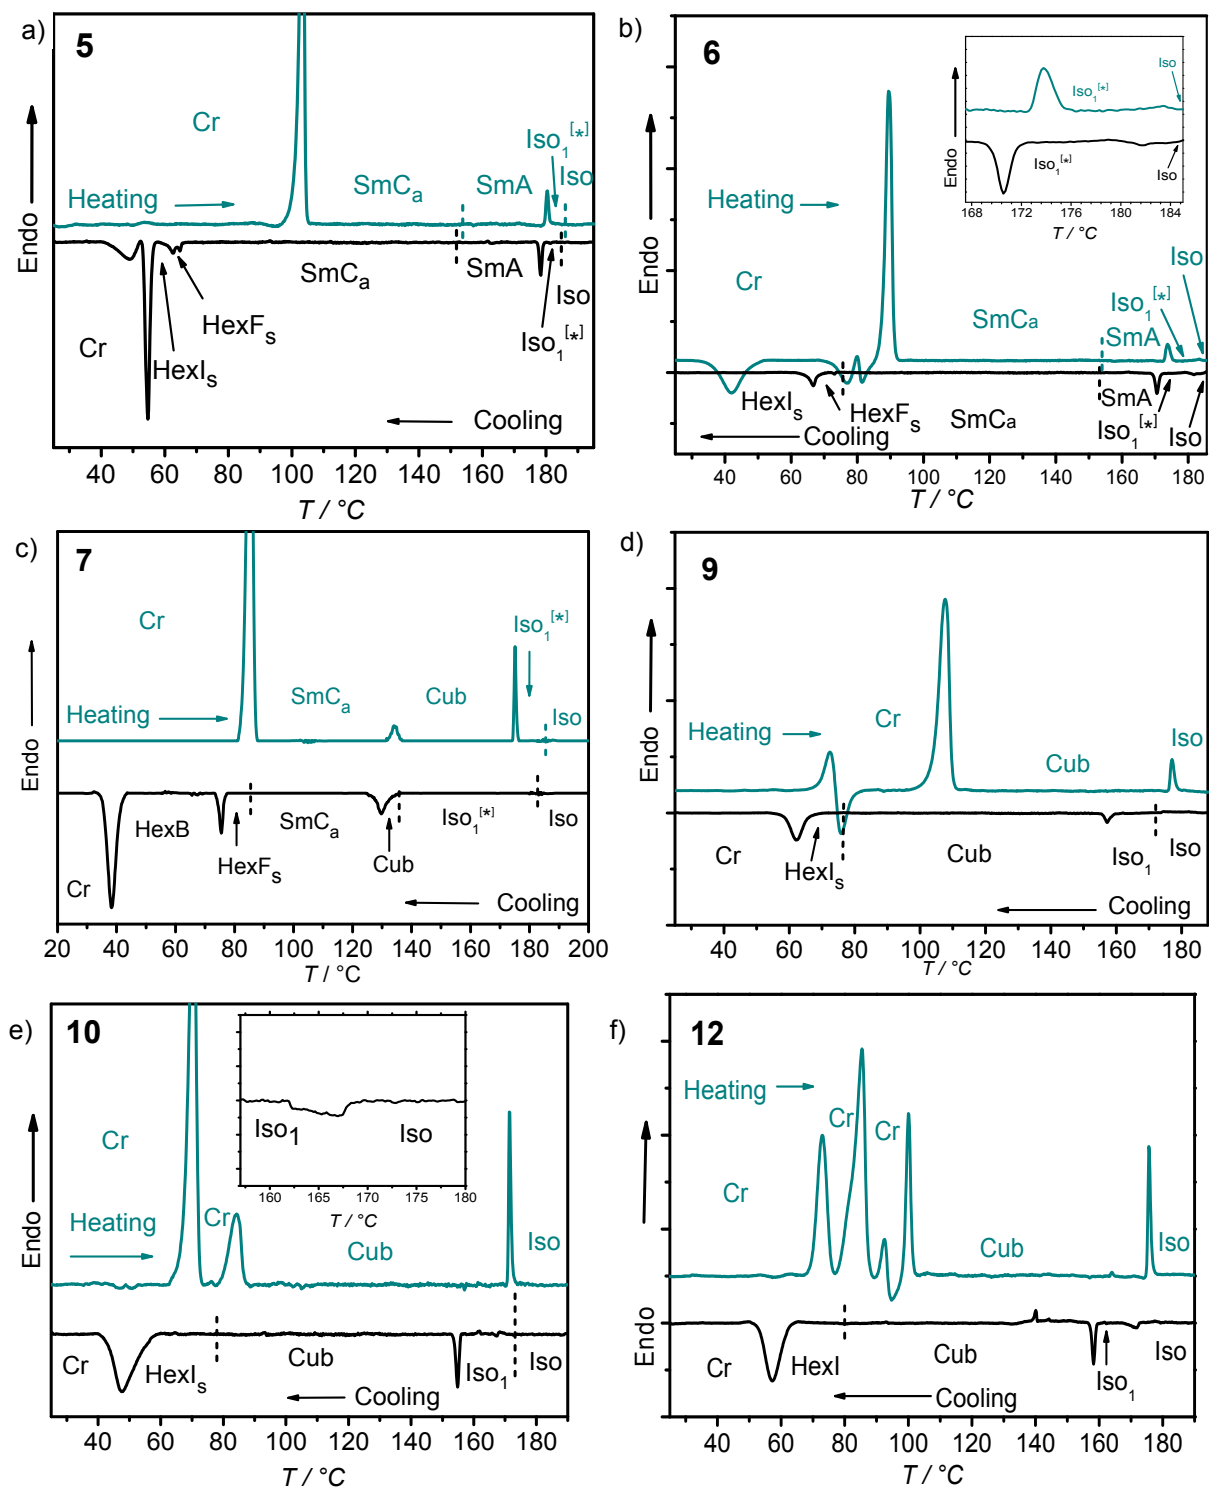 a)
5
Cr
Iso1[*]
Heating
SmCa
SmA
Iso
Endo
SmCa
SmA
Iso
HexFs
Iso1[*]
Cr
HexIs
Cooling
40 60 80 100 120 140 160 180
T / °C
b)
6
Iso
Iso1[*]
Endo
Iso1[*]
Iso
168 172 176 180 184
T / °C
Heating
Endo
Iso
Cr
Iso1[*]
SmCa
SmA
HexIs
HexFs
SmCa
SmA
Cooling
Iso1[*]
Iso
40 60 80 100 120 140 160 180
T / °C
c)
7
Cr
Iso1[*]
SmCa
Cub
Heating
Iso
Endo
HexB
SmCa
Iso1[*]
Iso
HexFs
Cub
Cr
Cooling
20 40 60 80 100 120 140 160 180 200
T / °C
d)
9
Heating
Cr
Iso
Cub
Endo
Cr
HexIs
Cub
Iso1
Iso
Cooling
40 60 80 100 120 140 160 180
T / °C
e)
10
Iso1
Iso
160 165 170 175 180
T / °C
Cr
Heating
Cr
Cub
Iso
Endo
Cr
HexIs
Cub
Iso1
Iso
Cooling
40 60 80 100 120 140 160 180
T / °C
f)
12
Heating
Cr
Cr
Cr
Cub
Iso
Endo
Cr
HexI
Cub
Iso1
Iso
Cooling
40 60 80 100 120 140 160 180
T / °C